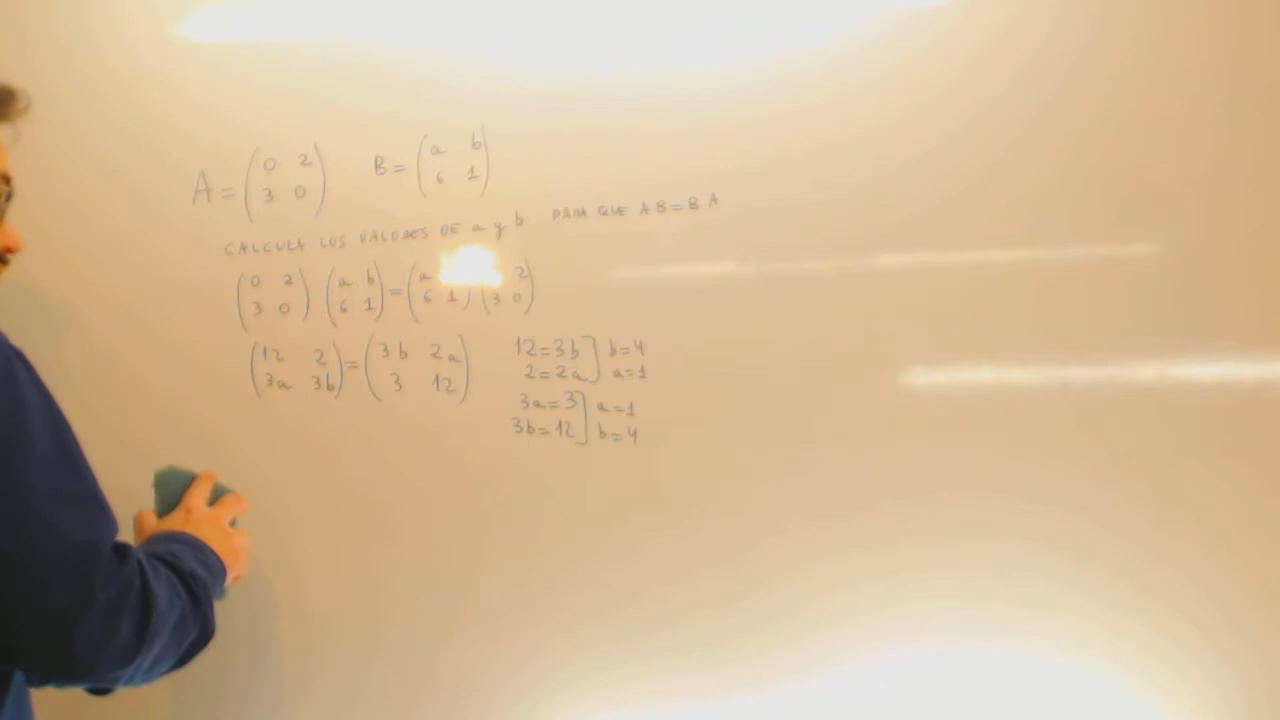 A = (0 2 3 0) B = (a b 6 1)
CALCULA LOS VALORES DE a y b PARA QUE AB = BA
(0 2 3 0) (a b 6 1) = (a 6 1) (2 3 0)
(12 2 3a 3b) = (3b 2a 3 12)
12=3b] b=4
2=2a] a=1
3a=3] a=1
3b=12] b=4